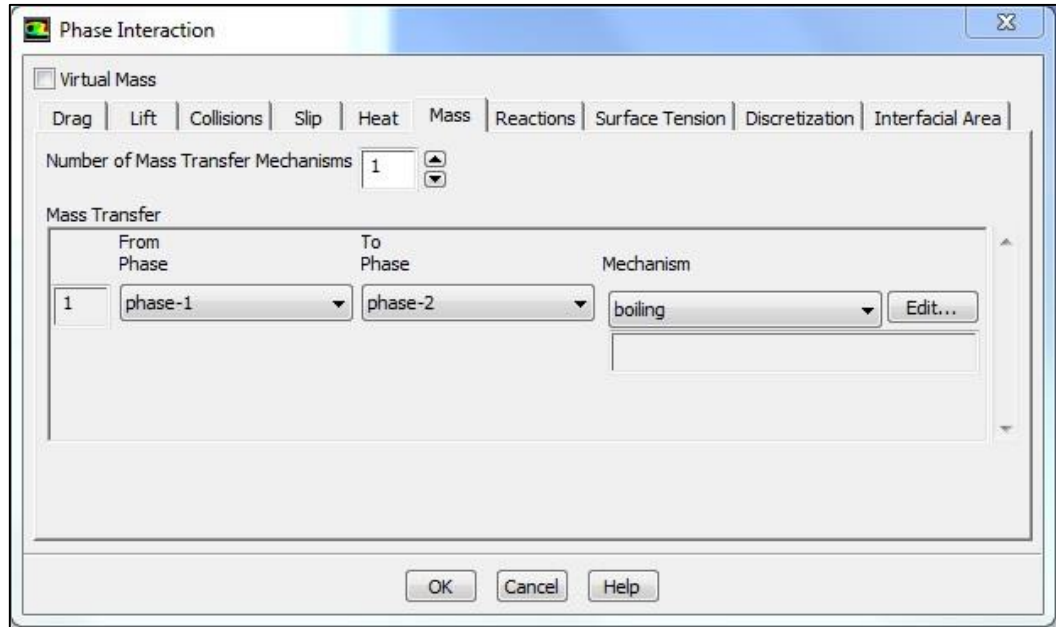 Phase Interaction
Virtual Mass
Drag Lift Collisions Slip Heat Mass Reactions Surface Tension Discretization Interfacial Area
Number of Mass Transfer Mechanisms 1
Mass Transfer
From Phase To Phase Mechanism
1 phase-1 phase-2 boiling Edit...
OK Cancel Help